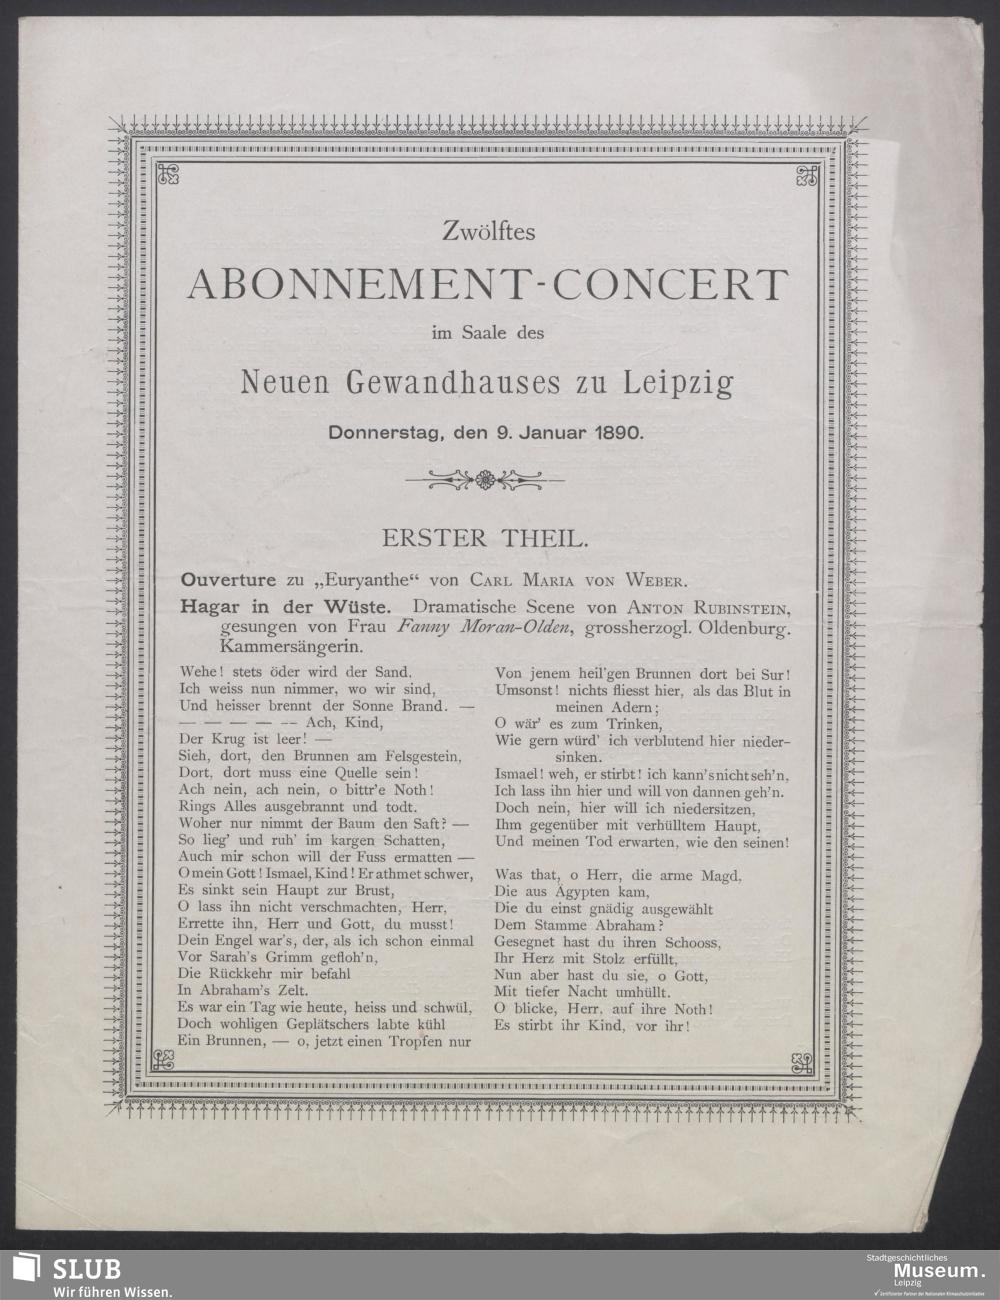 Zwölftes
ABONNEMENT-CONCERT
im Saale des
Neuen Gewandhauses zu Leipzig
Donnerstag, den 9. Januar 1890.
ERSTER THEIL.
Ouverture zu „Euryanthe“ von CARL MARIA VON WEBER.
Hagar in der Wüste. Dramatische Scene von ANTON RUBINSTEIN,
gesungen von Frau Fanny Moran-Olden, grossherzogl. Oldenburg.
Kammersängerin.
Wehe! stets öder wird der Sand,
Ich weiss nun nimmer, wo wir sind,
Und heisser brennt der Sonne Brand. —
— — — — — — Ach, Kind,
Der Krug ist leer! —
Sieh, dort, den Brunnen am Felsgestein,
Dort, dort muss eine Quelle sein!
Ach nein, ach nein, o bittr'e Noth!
Rings Alles ausgebrannt und todt.
Woher nur nimmt der Baum den Saft? —
So lieg' und ruh' im kargen Schatten,
Auch mir schon will der Fuss ermatten —
O mein Gott! Ismael, Kind! Er athmet schwer,
Es sinkt sein Haupt zur Brust,
O lass ihn nicht verschmachten, Herr,
Errette ihn, Herr und Gott, du musst!
Dein Engel war's, der, als ich schon einmal
Vor Sarah's Grimm gefloh'n,
Die Rückkehr mir befahl
In Abraham's Zelt.
Es war ein Tag wie heute, heiss und schwül,
Doch wohligen Geplätschers labte kühl
Ein Brunnen, — o, jetzt einen Tropfen nur
Von jenem heil'gen Brunnen dort bei Sur!
Umsonst! nichts fliesst hier, als das Blut in
meinen Adern;
O wär' es zum Trinken,
Wie gern würd' ich verblutend hier nieder-
sinken.
Ismael! weh, er stirbt! ich kann's nicht seh'n,
Ich lass ihn hier und will von dannen geh'n.
Doch nein, hier will ich niedersitzen,
Ihm gegenüber mit verhülltem Haupt,
Und meinen Tod erwarten, wie den seinen!
Was that, o Herr, die arme Magd,
Die aus Ägypten kam,
Die du einst gnädig ausgewählt
Dem Stamme Abraham?
Gesegnet hast du ihren Schooss,
Ihr Herz mit Stolz erfüllt,
Nun aber hast du sie, o Gott,
Mit tiefer Nacht umhüllt.
O blicke, Herr, auf ihre Noth!
Es stirbt ihr Kind, vor ihr!
SLUB
Wir führen Wissen.
Stadtgeschichtliches
Museum.
Leipzig
Zertifizierter Partner der Nationalen Klimaschutzinitiative